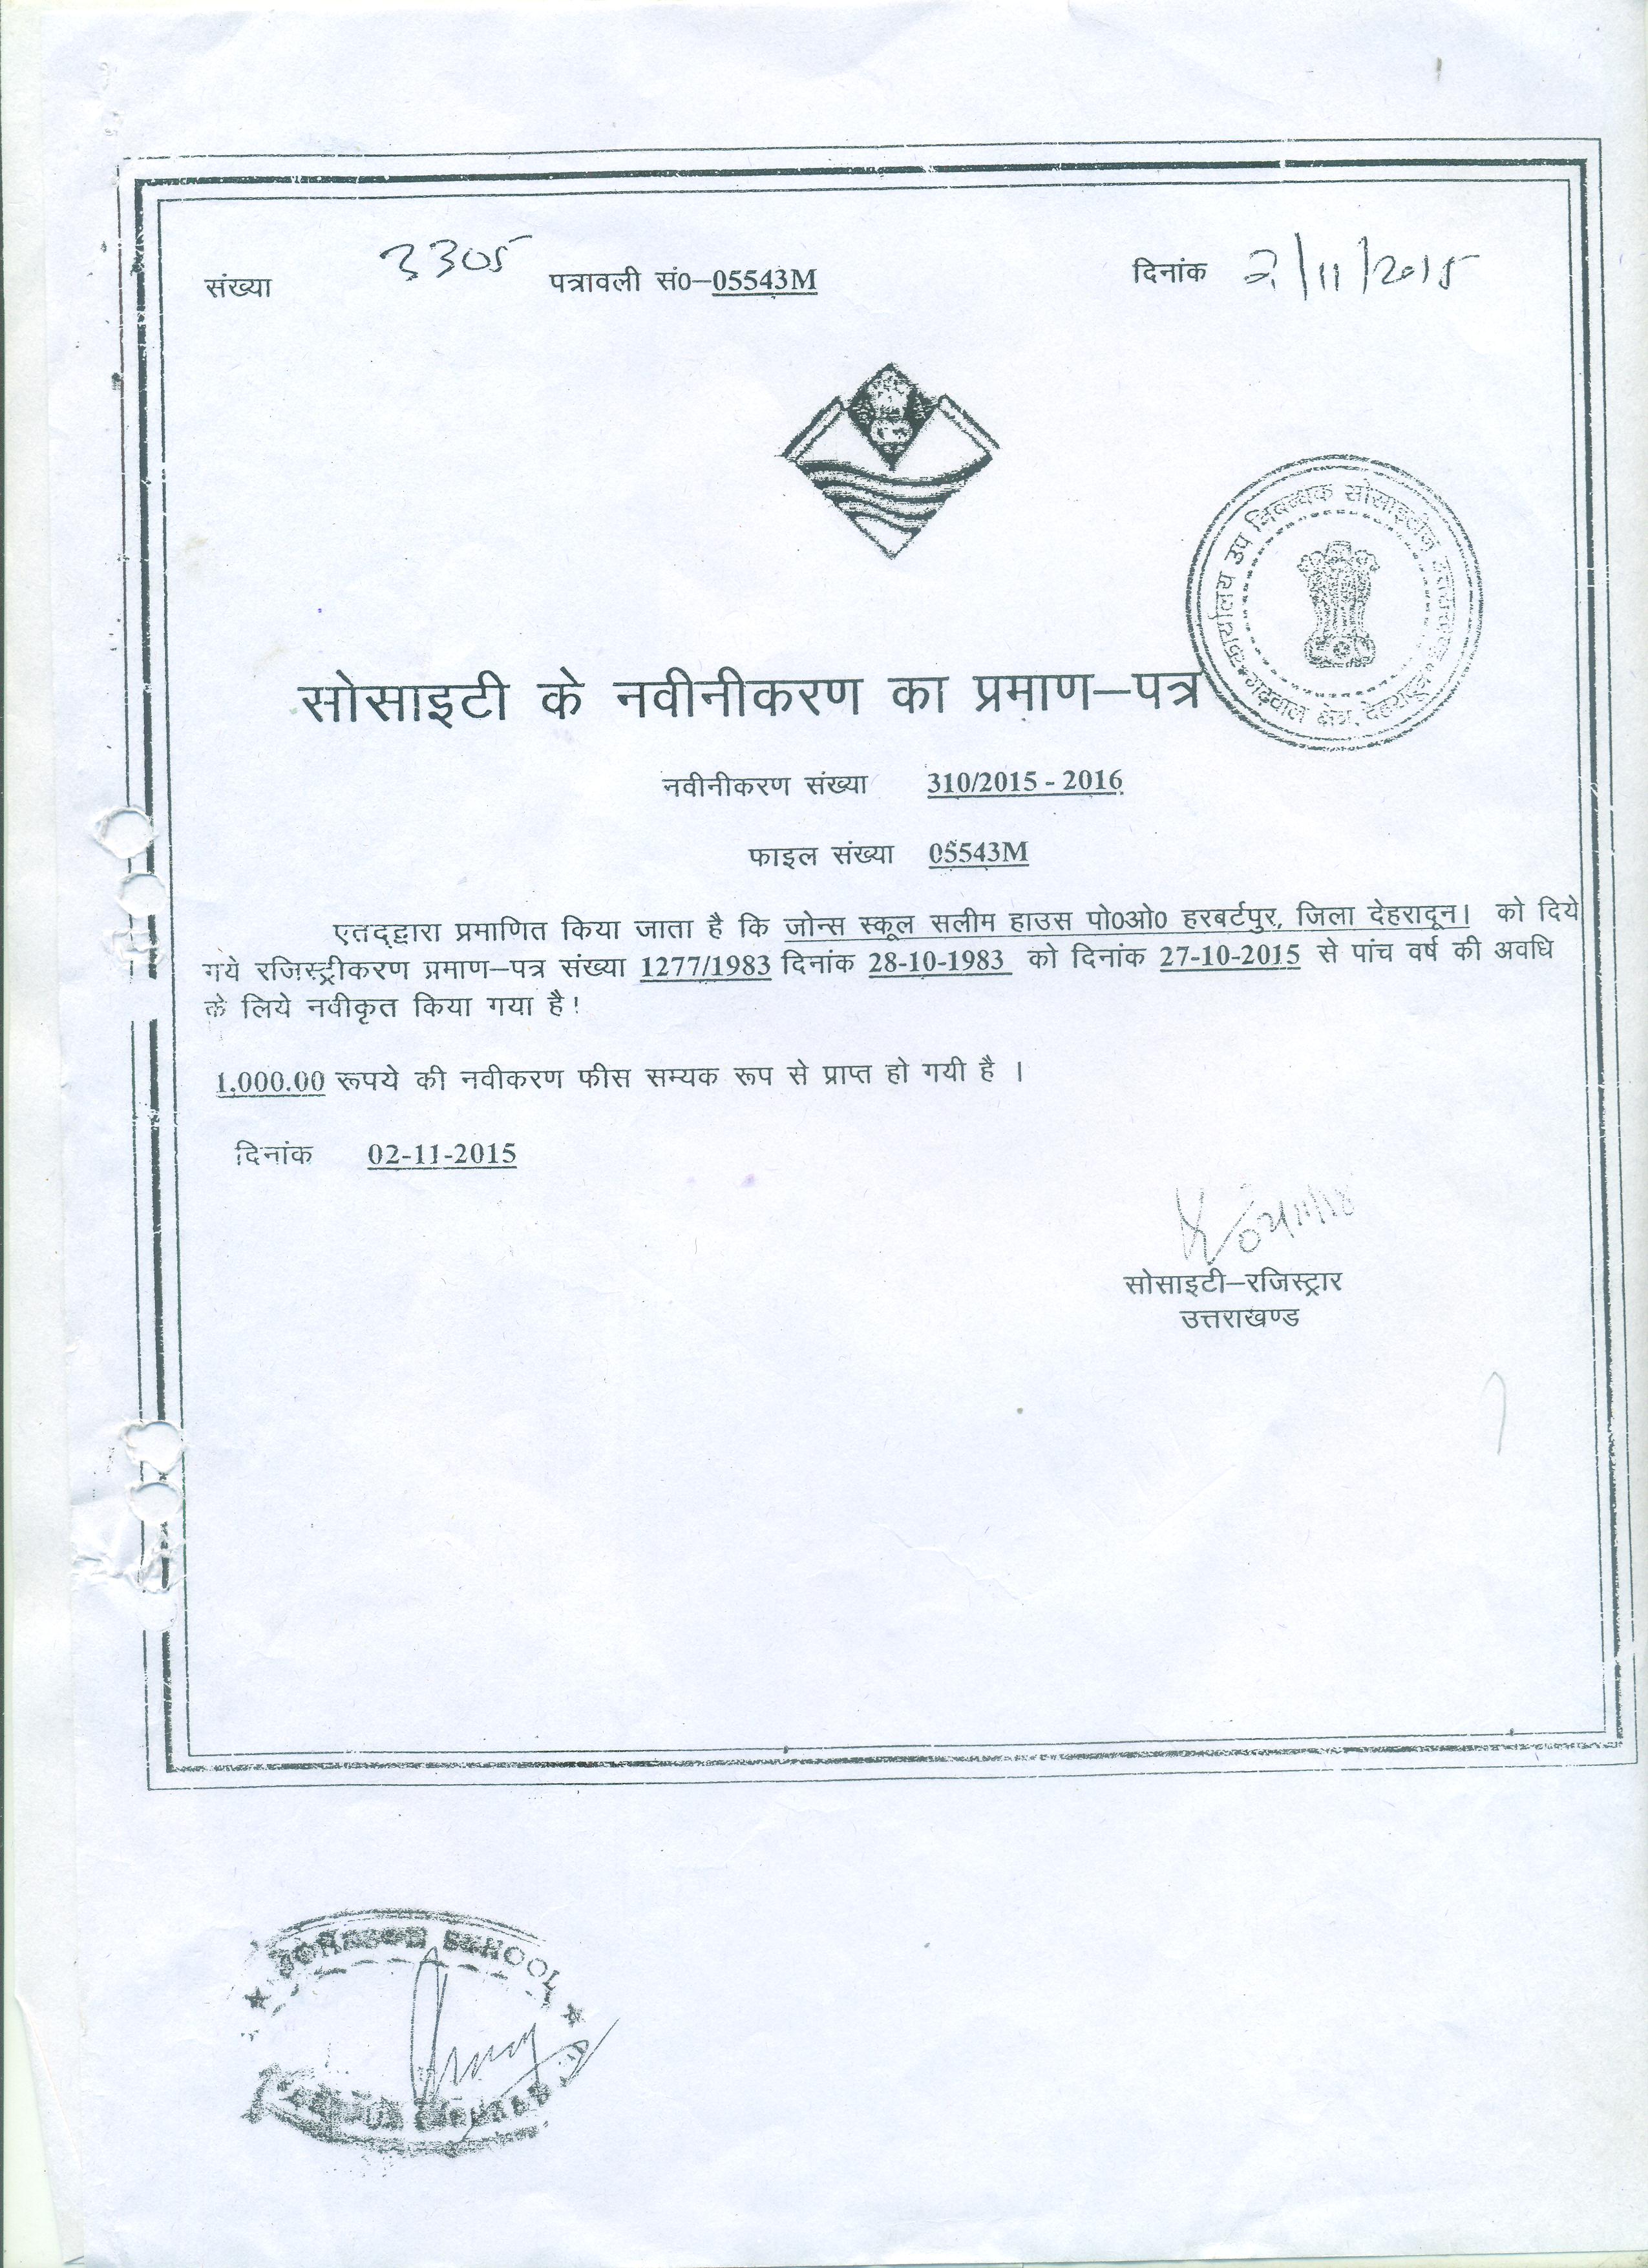 संख्या 3305 पत्रावली सं0–05543M दिनांक 2/11/2015
कार्यालय उप निबन्धक सोसाइटीज उत्तराखण्ड
गढ़वाल क्षेत्र, देहरादून
सोसाइटी के नवीनीकरण का प्रमाण–पत्र
नवीनीकरण संख्या 310/2015 - 2016
फाइल संख्या 05543M
एतद्द्वारा प्रमाणित किया जाता है कि जोन्स स्कूल सलीम हाउस पो0ओ0 हरबर्टपुर, जिला देहरादून। को दिये
गये रजिस्ट्रीकरण प्रमाण–पत्र संख्या 1277/1983 दिनांक 28-10-1983 को दिनांक 27-10-2015 से पांच वर्ष की अवधि
के लिये नवीकृत किया गया है!
1,000.00 रूपये की नवीकरण फीस सम्यक रूप से प्राप्त हो गयी है ।
दिनांक 02-11-2015
सोसाइटी–रजिस्ट्रार
उत्तराखण्ड
SCHOOL